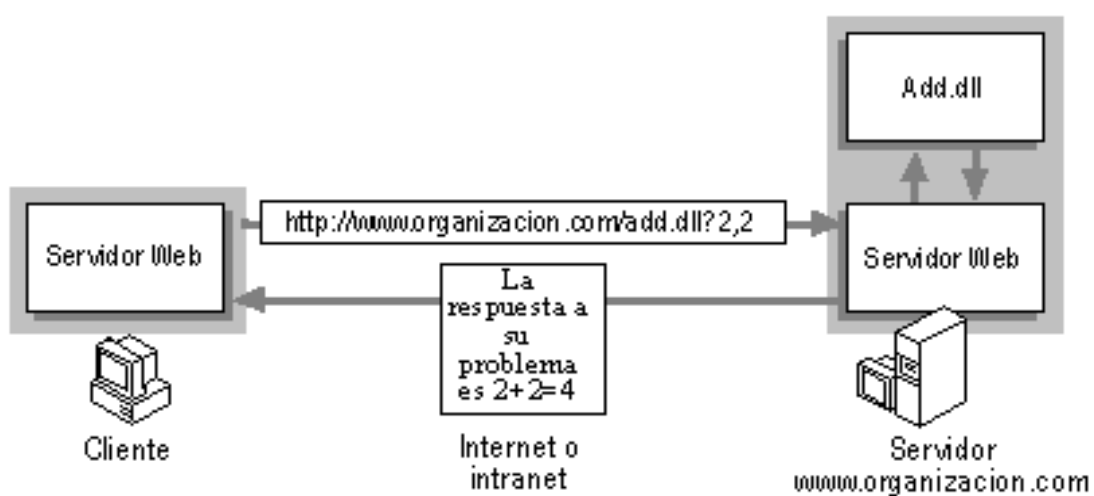 Add.dll
Servidor Web
http://www.organizacion.com/add.dll?2,2
Servidor Web
La
respuesta a
su
problema
es 2+2=4
Cliente
Internet o
intranet
Servidor
www.organizacion.com